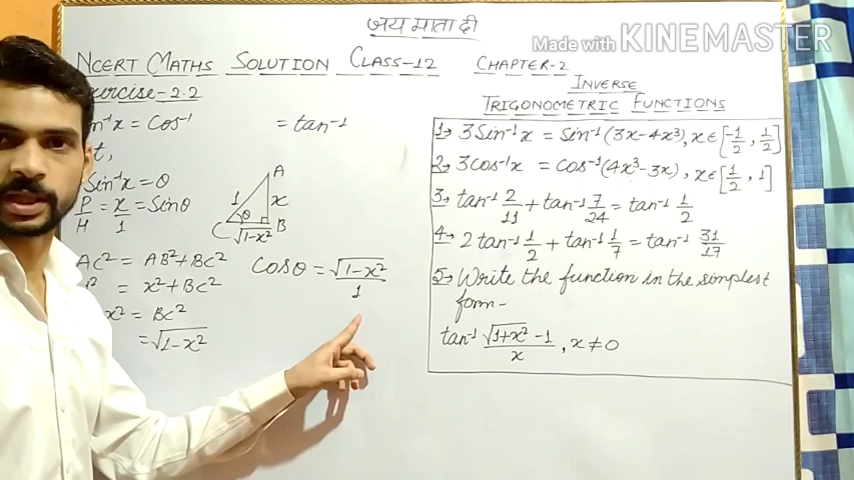 जय माता दी
Made with KINEMASTER
NCERT MATHS SOLUTION CLASS-12 CHAPTER-2
INVERSE
TRIGONOMETRIC FUNCTIONS
ercise-2.2
n⁻¹x = Cos⁻¹ = tan⁻¹
t,
Sin⁻¹x = θ
P/H = x/1 = Sinθ
A
1 x
θ
C √1-x² B
AC² = AB² + BC²
² = x² + BC²
x² = BC²
= √1-x²
Cosθ = √1-x²/1
1→ 3Sin⁻¹x = Sin⁻¹(3x-4x³), x ∈ [-1/2, 1/2]
2→ 3cos⁻¹x = cos⁻¹(4x³-3x), x ∈ [1/2, 1]
3→ tan⁻¹ 2/11 + tan⁻¹ 7/24 = tan⁻¹ 1/2
4→ 2tan⁻¹ 1/2 + tan⁻¹ 1/7 = tan⁻¹ 31/17
5→ Write the function in the simplest
form-
tan⁻¹ √1+x² -1/x, x≠0